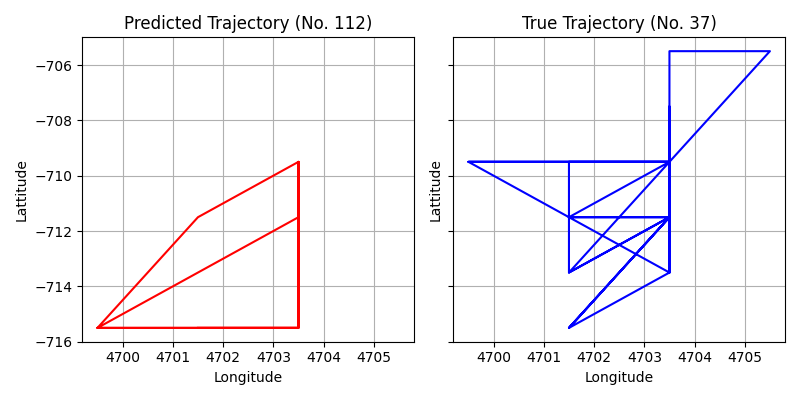 Predicted Trajectory (No. 112)
True Trajectory (No. 37)
−706
−708
−710
−712
−714
−716
Lattitude
Lattitude
4700 4701 4702 4703 4704 4705
4700 4701 4702 4703 4704 4705
Longitude
Longitude